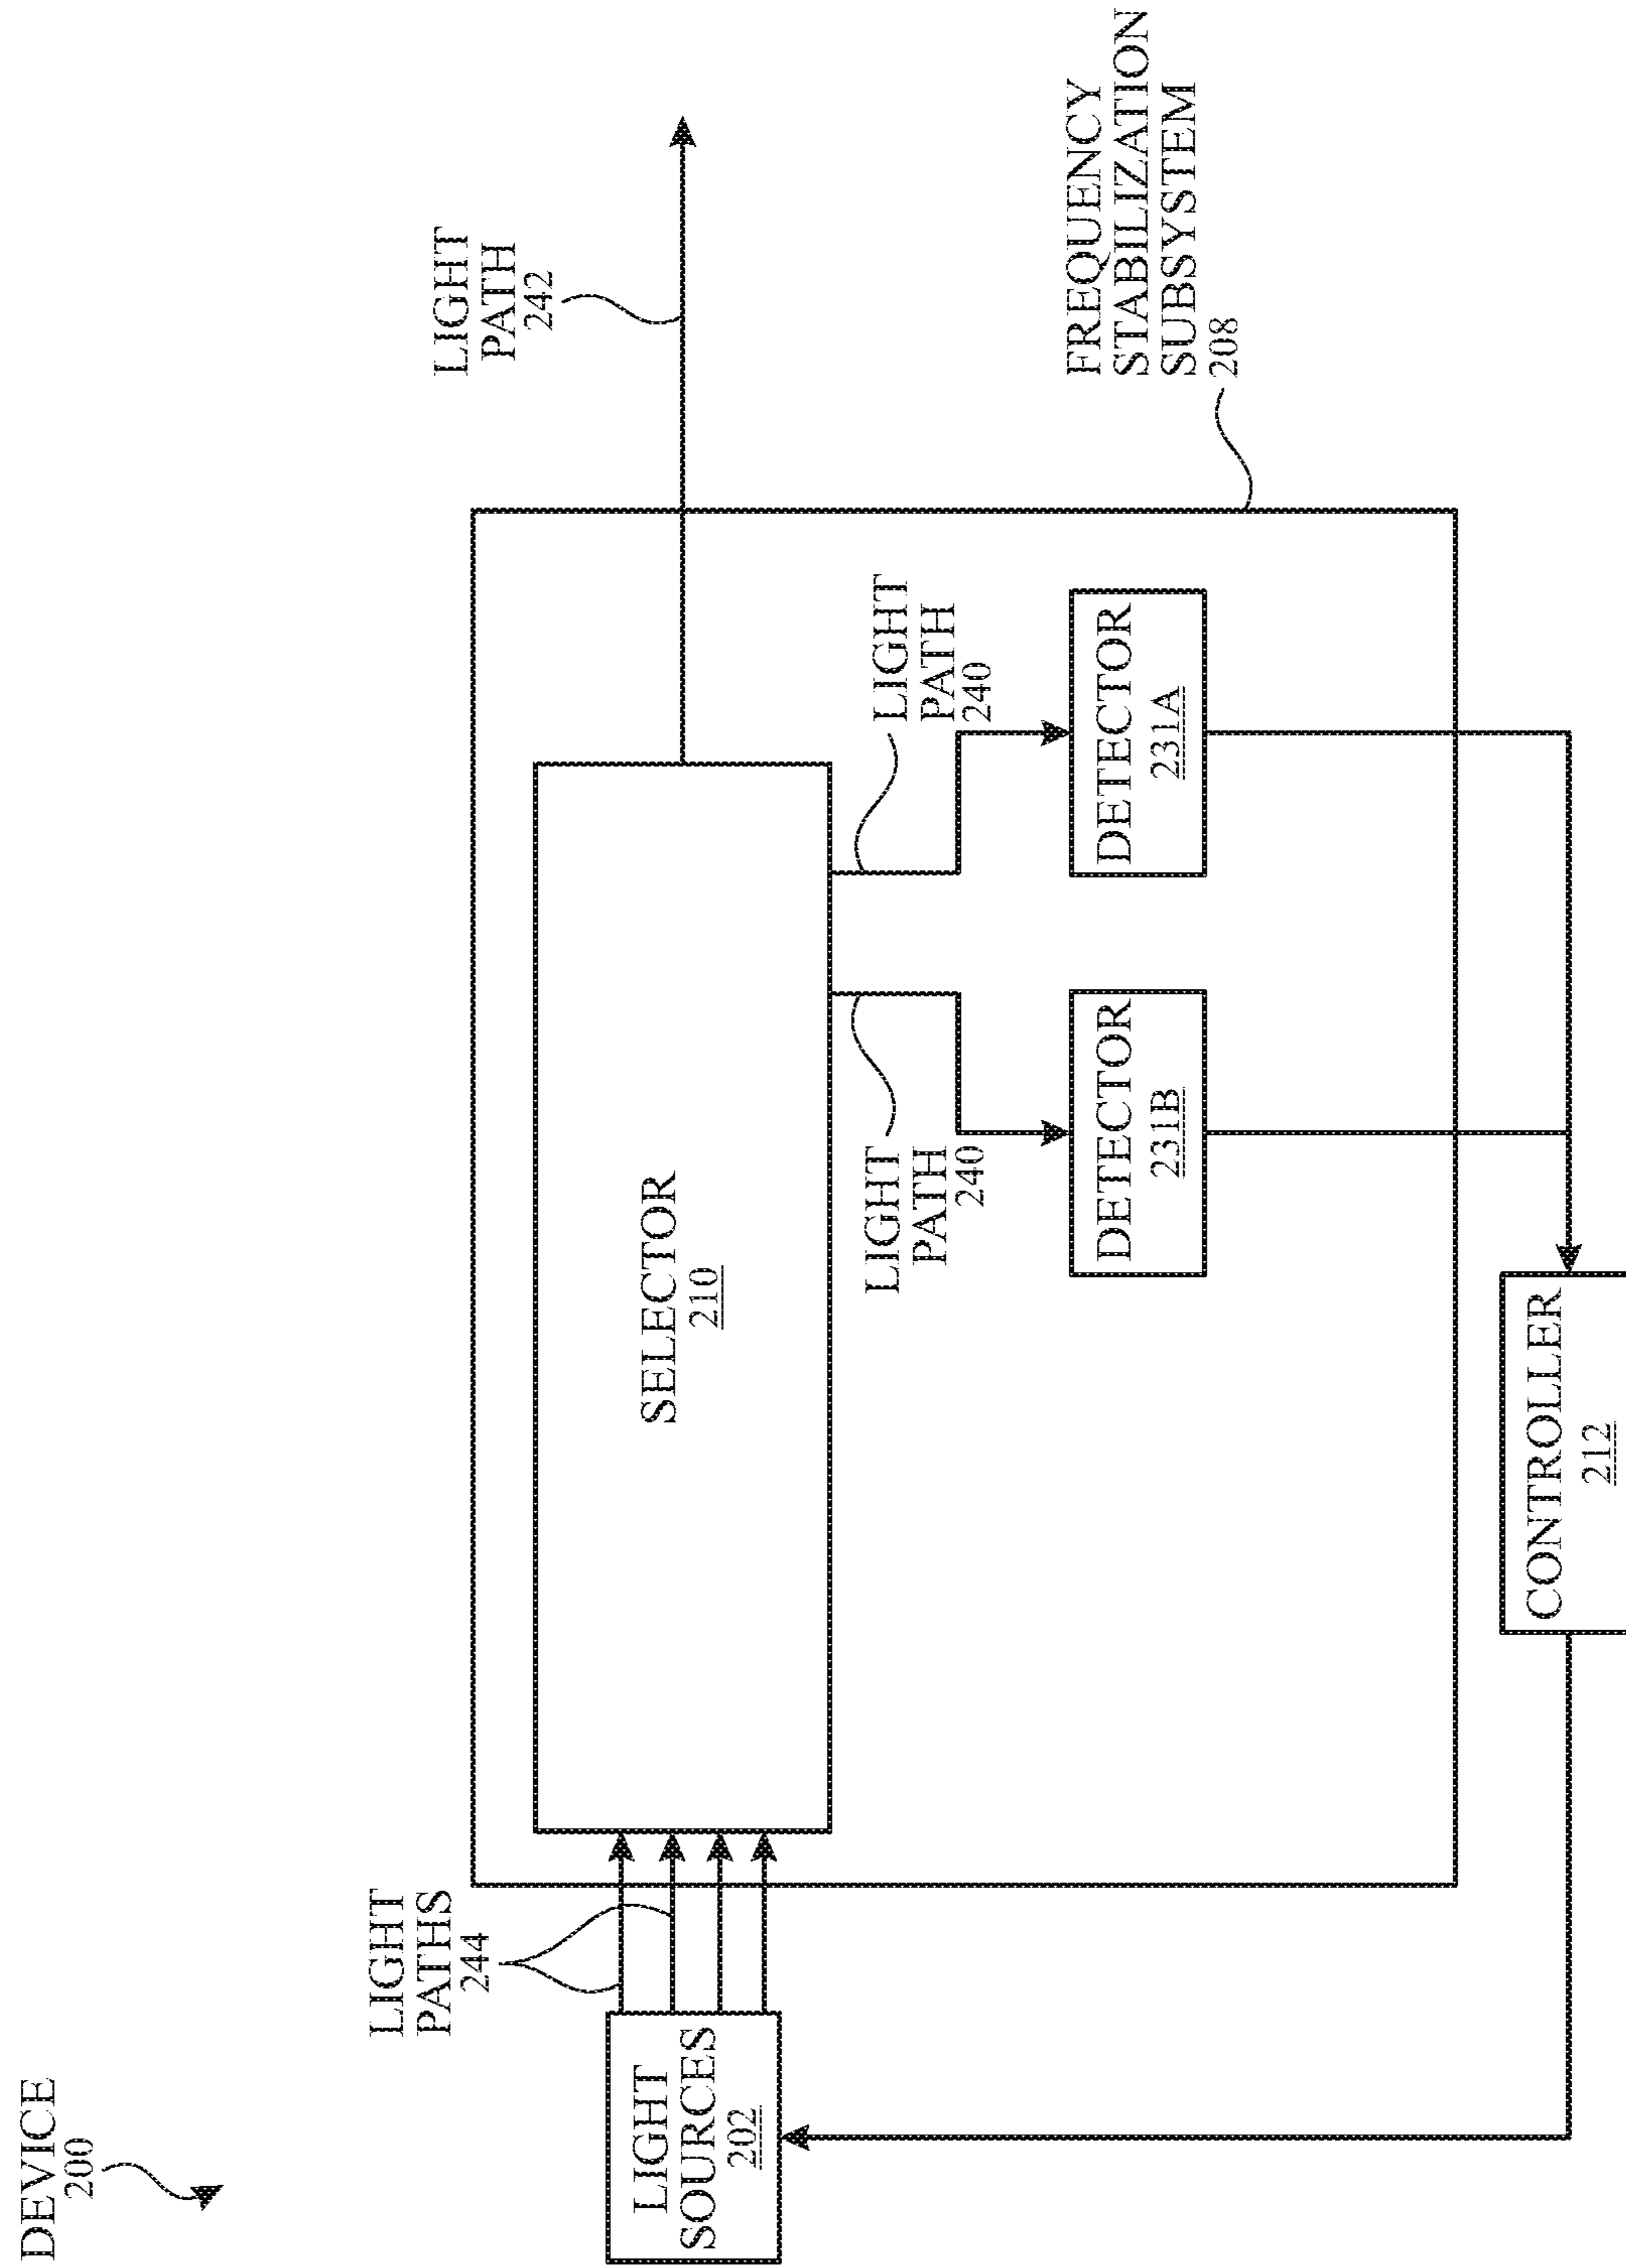 DEVICE
200
LIGHT
PATHS
244
LIGHT
SOURCES
202
SELECTOR
210
LIGHT
PATH
242
LIGHT
PATH
240
LIGHT
PATH
240
DETECTOR
231B
DETECTOR
231A
FREQUENCY
STABILIZATION
SUBSYSTEM
208
CONTROLLER
212